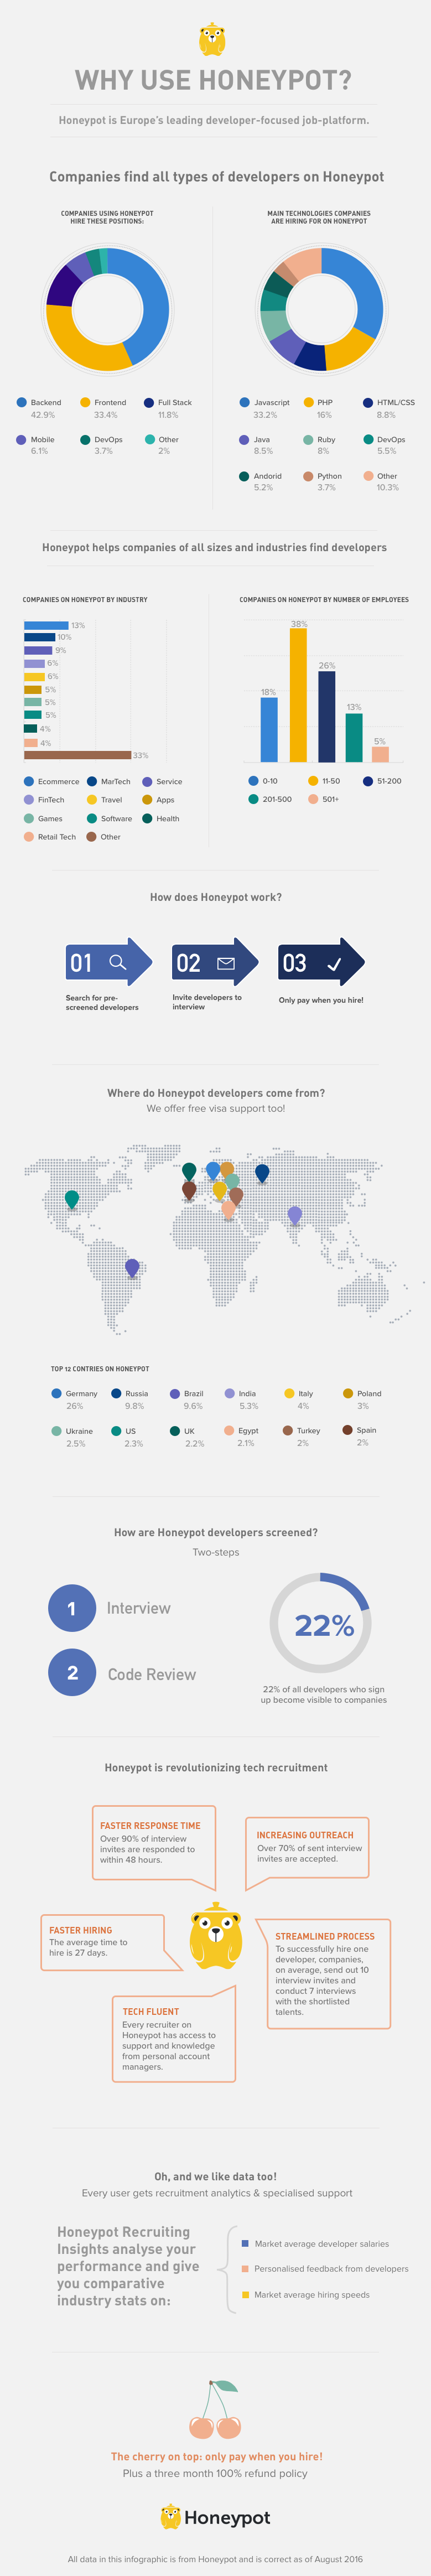 WHY USE HONEYPOT?
Honeypot is Europe's leading developer-focused job-platform.
Companies find all types of developers on Honeypot
COMPANIES USING HONEYPOT
HIRE THESE POSITIONS:
Backend
42.9%
Frontend
33.4%
Full Stack
11.8%
Mobile
6.1%
DevOps
3.7%
Other
2%
MAIN TECHNOLOGIES COMPANIES
ARE HIRING FOR ON HONEYPOT
Javascript
33.2%
PHP
16%
HTML/CSS
8.8%
Java
8.5%
Ruby
8%
DevOps
5.5%
Andorid
5.2%
Python
3.7%
Other
10.3%
Honeypot helps companies of all sizes and industries find developers
COMPANIES ON HONEYPOT BY INDUSTRY
13%
10%
9%
6%
6%
5%
5%
5%
4%
4%
33%
Ecommerce
MarTech
Service
FinTech
Travel
Apps
Games
Software
Health
Retail Tech
Other
COMPANIES ON HONEYPOT BY NUMBER OF EMPLOYEES
18%
38%
26%
13%
5%
0-10
11-50
51-200
201-500
501+
How does Honeypot work?
01
Search for pre-
screened developers
02
Invite developers to
interview
03
Only pay when you hire!
Where do Honeypot developers come from?
We offer free visa support too!
TOP 12 CONTRIES ON HONEYPOT
Germany
26%
Russia
9.8%
Brazil
9.6%
India
5.3%
Italy
4%
Poland
3%
Ukraine
2.5%
US
2.3%
UK
2.2%
Egypt
2.1%
Turkey
2%
Spain
2%
How are Honeypot developers screened?
Two-steps
1
Interview
2
Code Review
22%
22% of all developers who sign
up become visible to companies
Honeypot is revolutionizing tech recruitment
FASTER RESPONSE TIME
Over 90% of interview
invites are responded to
within 48 hours.
INCREASING OUTREACH
Over 70% of sent interview
invites are accepted.
FASTER HIRING
The average time to
hire is 27 days.
STREAMLINED PROCESS
To successfully hire one
developer, companies,
on average, send out 10
interview invites and
conduct 7 interviews
with the shortlisted
talents.
TECH FLUENT
Every recruiter on
Honeypot has access to
support and knowledge
from personal account
managers.
Oh, and we like data too!
Every user gets recruitment analytics & specialised support
Honeypot Recruiting
Insights analyse your
performance and give
you comparative
industry stats on:
Market average developer salaries
Personalised feedback from developers
Market average hiring speeds
The cherry on top: only pay when you hire!
Plus a three month 100% refund policy
Honeypot
All data in this infographic is from Honeypot and is correct as of August 2016